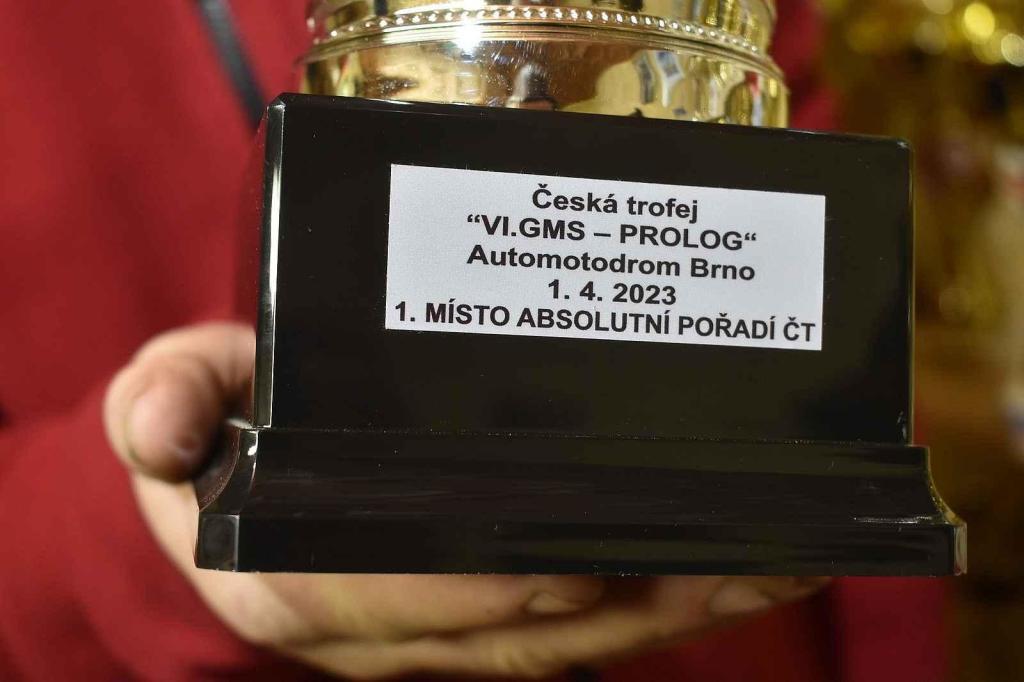 Česká trofej
“VI.GMS – PROLOG“
Automotodrom Brno
1. 4. 2023
1. MÍSTO ABSOLUTNÍ POŘADÍ ČT